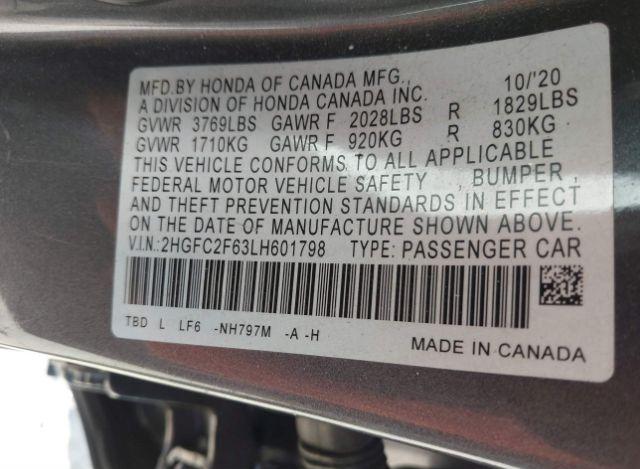 MFD.BY HONDA OF CANADA MFG., 10/'20
A DIVISION OF HONDA CANADA INC.
GVWR 3769LBS GAWR F 2028LBS R 1829LBS
GVWR 1710KG GAWR F 920KG R 830KG
THIS VEHICLE CONFORMS TO ALL APPLICABLE
FEDERAL MOTOR VEHICLE SAFETY , BUMPER,
AND THEFT PREVENTION STANDARDS IN EFFECT
ON THE DATE OF MANUFACTURE SHOWN ABOVE.
V.I.N.: 2HGFC2F63LH601798 TYPE: PASSENGER CAR
TBD L LF6 -NH797M -A -H
MADE IN CANADA